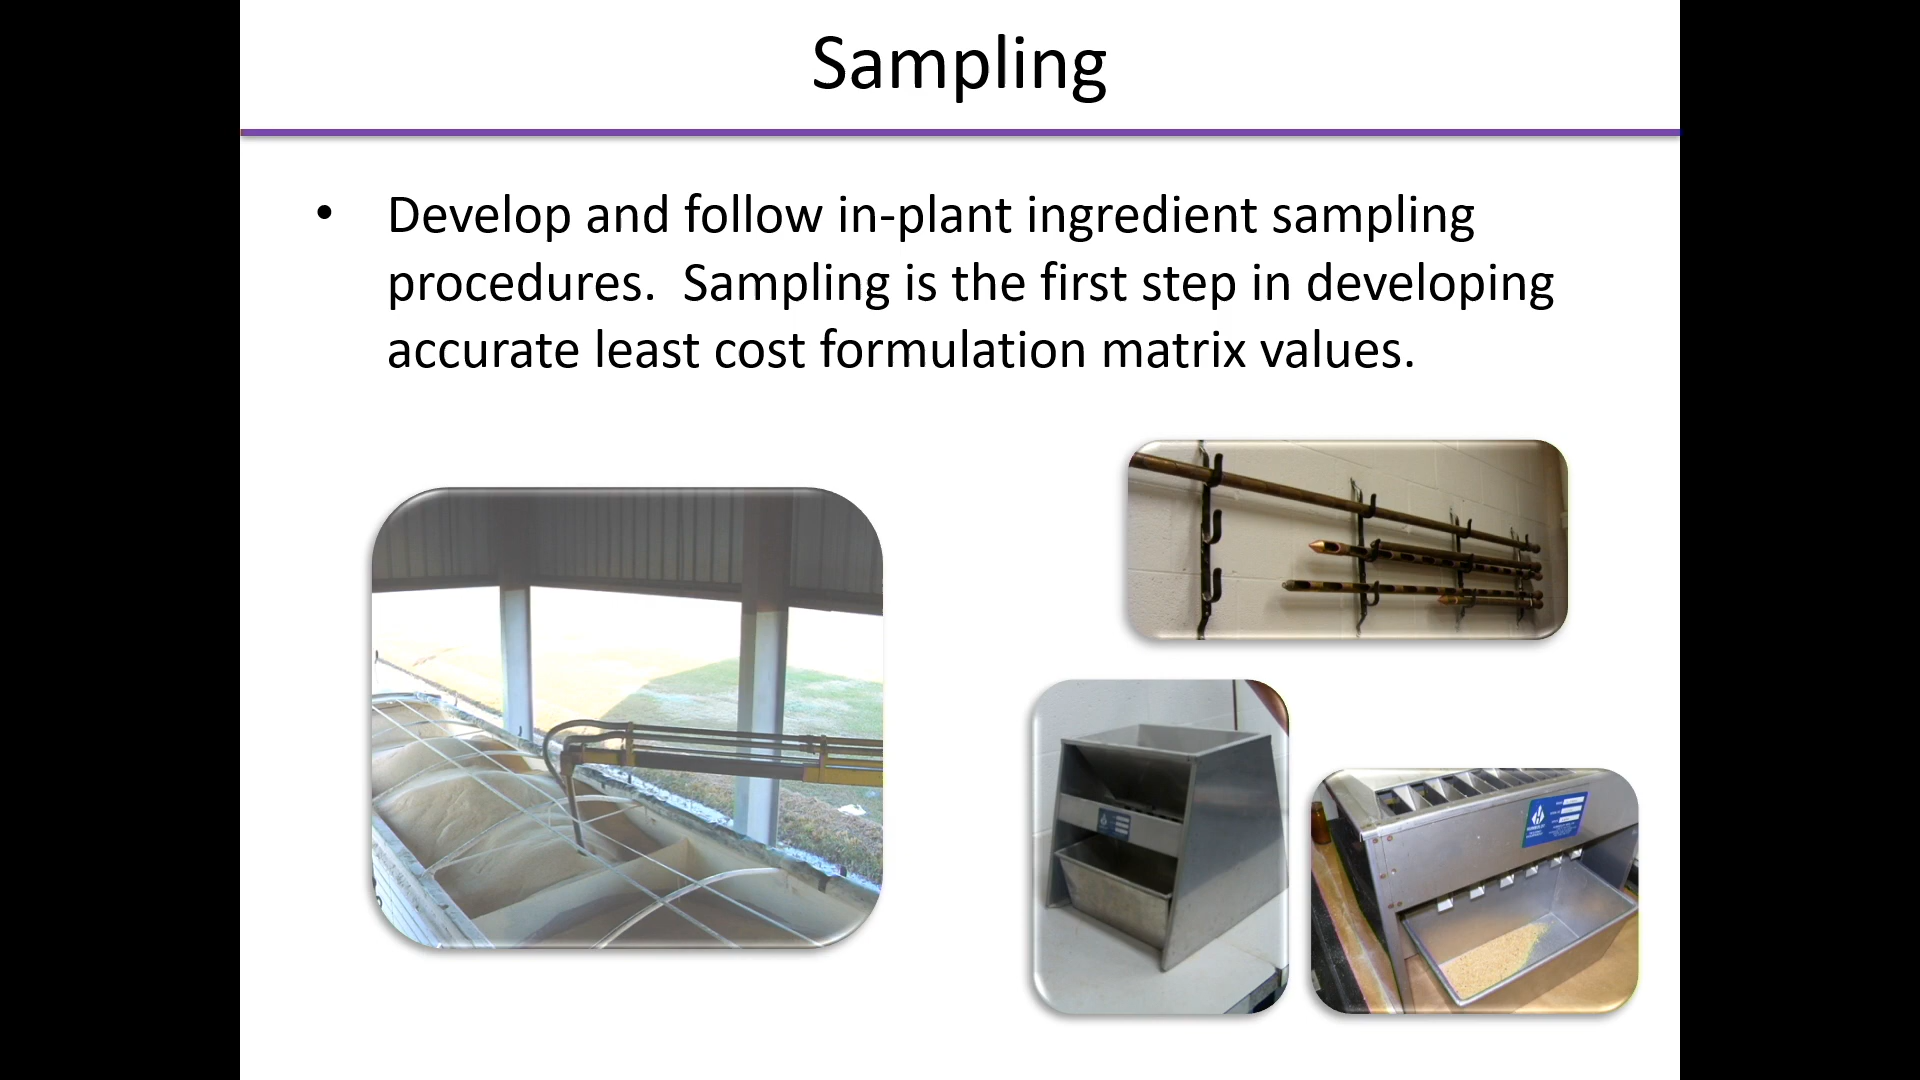 Sampling
• Develop and follow in-plant ingredient sampling
procedures.  Sampling is the first step in developing
accurate least cost formulation matrix values.